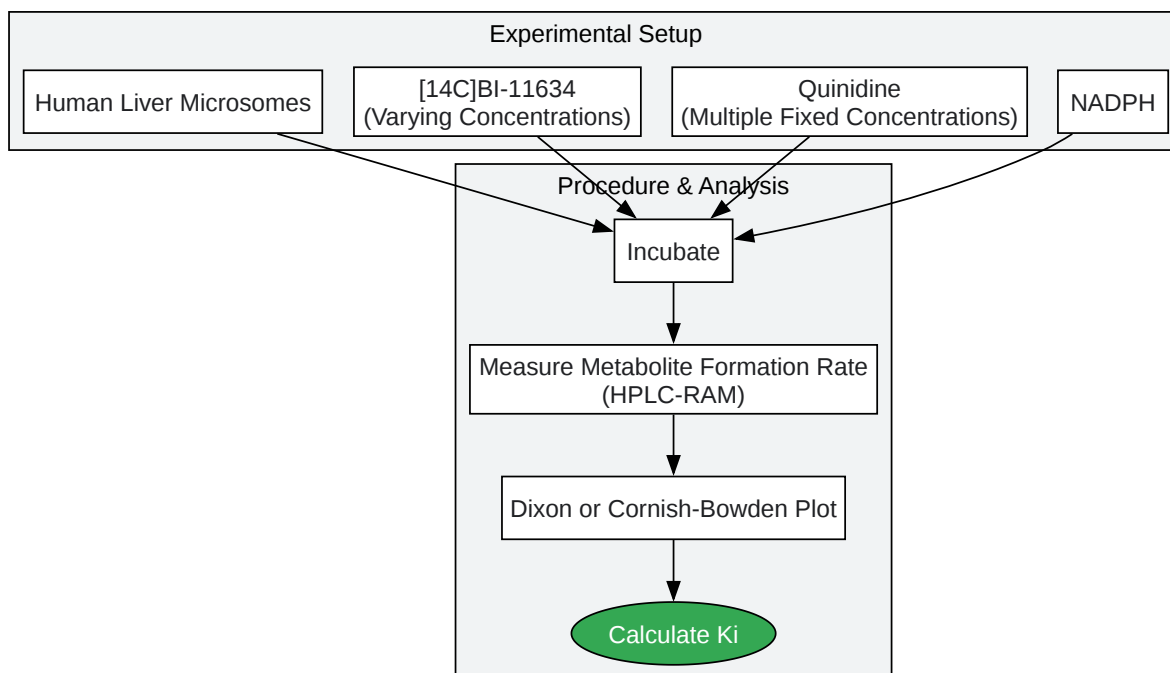 Experimental Setup
Human Liver Microsomes
[14C]BI-11634
(Varying Concentrations)
Quinidine
(Multiple Fixed Concentrations)
NADPH
Procedure & Analysis
Incubate
Measure Metabolite Formation Rate
(HPLC-RAM)
Dixon or Cornish-Bowden Plot
Calculate Ki